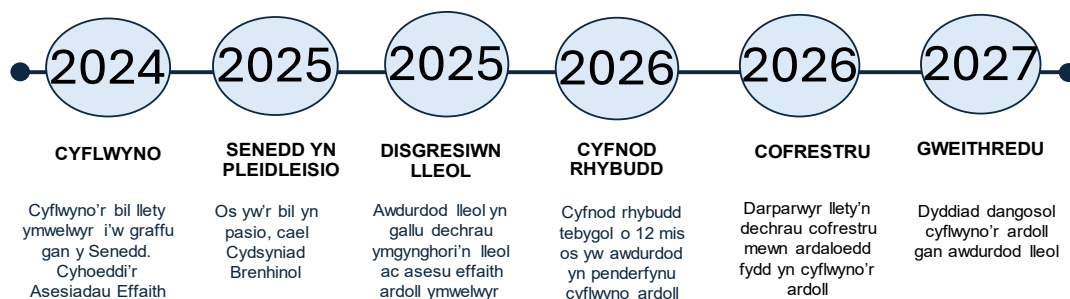 2024
2025
2025
2026
2026
2027
CYFLWYNO
Cyflwyno'r bil llety
ymwelwyr i'w graffu
gan y Senedd.
Cyhoeddi'r
Asesiadau Effaith
SENEDD YN
PLEIDLEISIO
Os yw'r bil yn
pasio, cael
Cydsyniad
Brenhinol
DISGRESIWN
LLEOL
Awdurdod lleol yn
gallu dechrau
ymgynghori'n lleol
ac asesu effaith
ardoll ymwelwyr
CYFNOD
RHYBUDD
Cyfnod rhybudd
tebygol o 12 mis
os yw awdurdod
yn penderfynu
cyflwyno ardoll
COFRESTRU
Darparwyr llety'n
dechrau cofrestru
mewn ardaloedd
fydd yn cyflwyno'r
ardoll
GWEITHREDU
Dyddiad dangosol
cyflwyno'r ardoll
gan awdurdod lleol